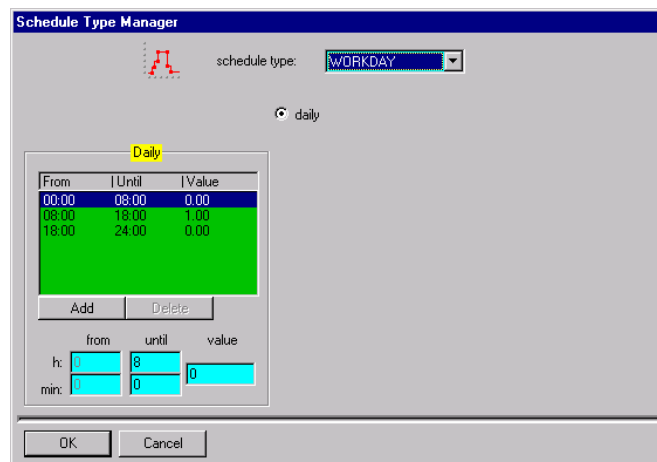 Schedule Type Manager
schedule type: WORKDAY
daily
Daily
From | Until | Value
00:00 08:00 0.00
08:00 18:00 1.00
18:00 24:00 0.00
Add Delete
from until value
h: 0 8
0
min: 0 0
OK Cancel